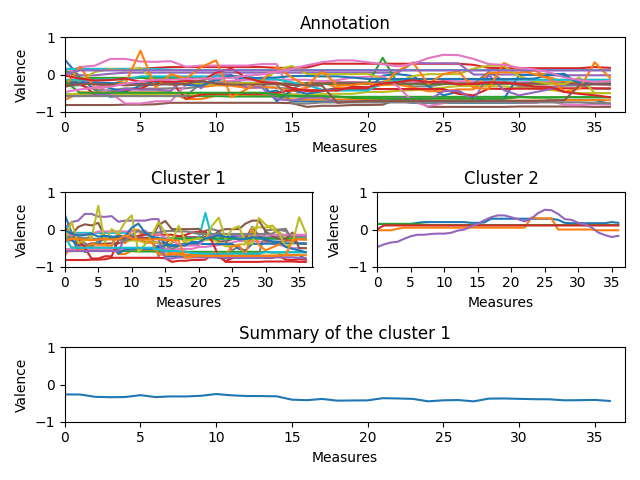 Annotation
1
0
−1
Valence
0 5 10 15 20 25 30 35
Measures
Cluster 1
1
0
−1
Valence
0 5 10 15 20 25 30 35
Measures
Cluster 2
1
0
−1
Valence
0 5 10 15 20 25 30 35
Measures
Summary of the cluster 1
1
0
−1
Valence
0 5 10 15 20 25 30 35
Measures